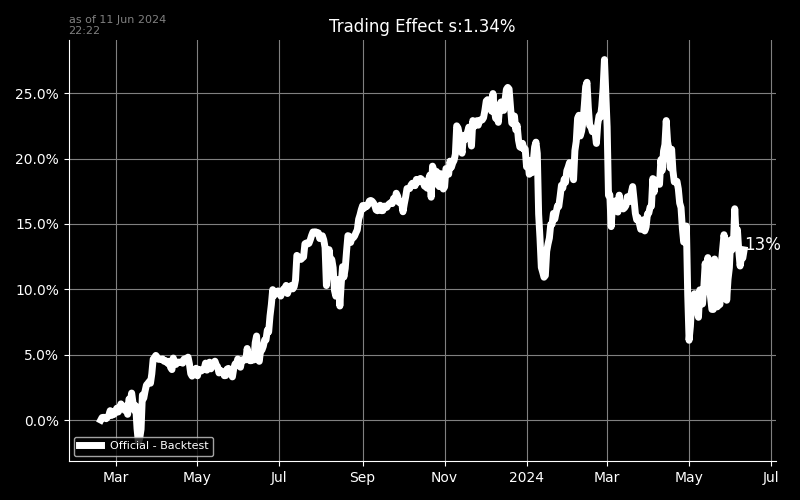 as of 11 Jun 2024
22:22
Trading Effect s:1.34%
25.0%
20.0%
15.0%
13%
10.0%
5.0%
0.0%
Official - Backtest
Mar May Jul Sep Nov 2024 Mar May Jul